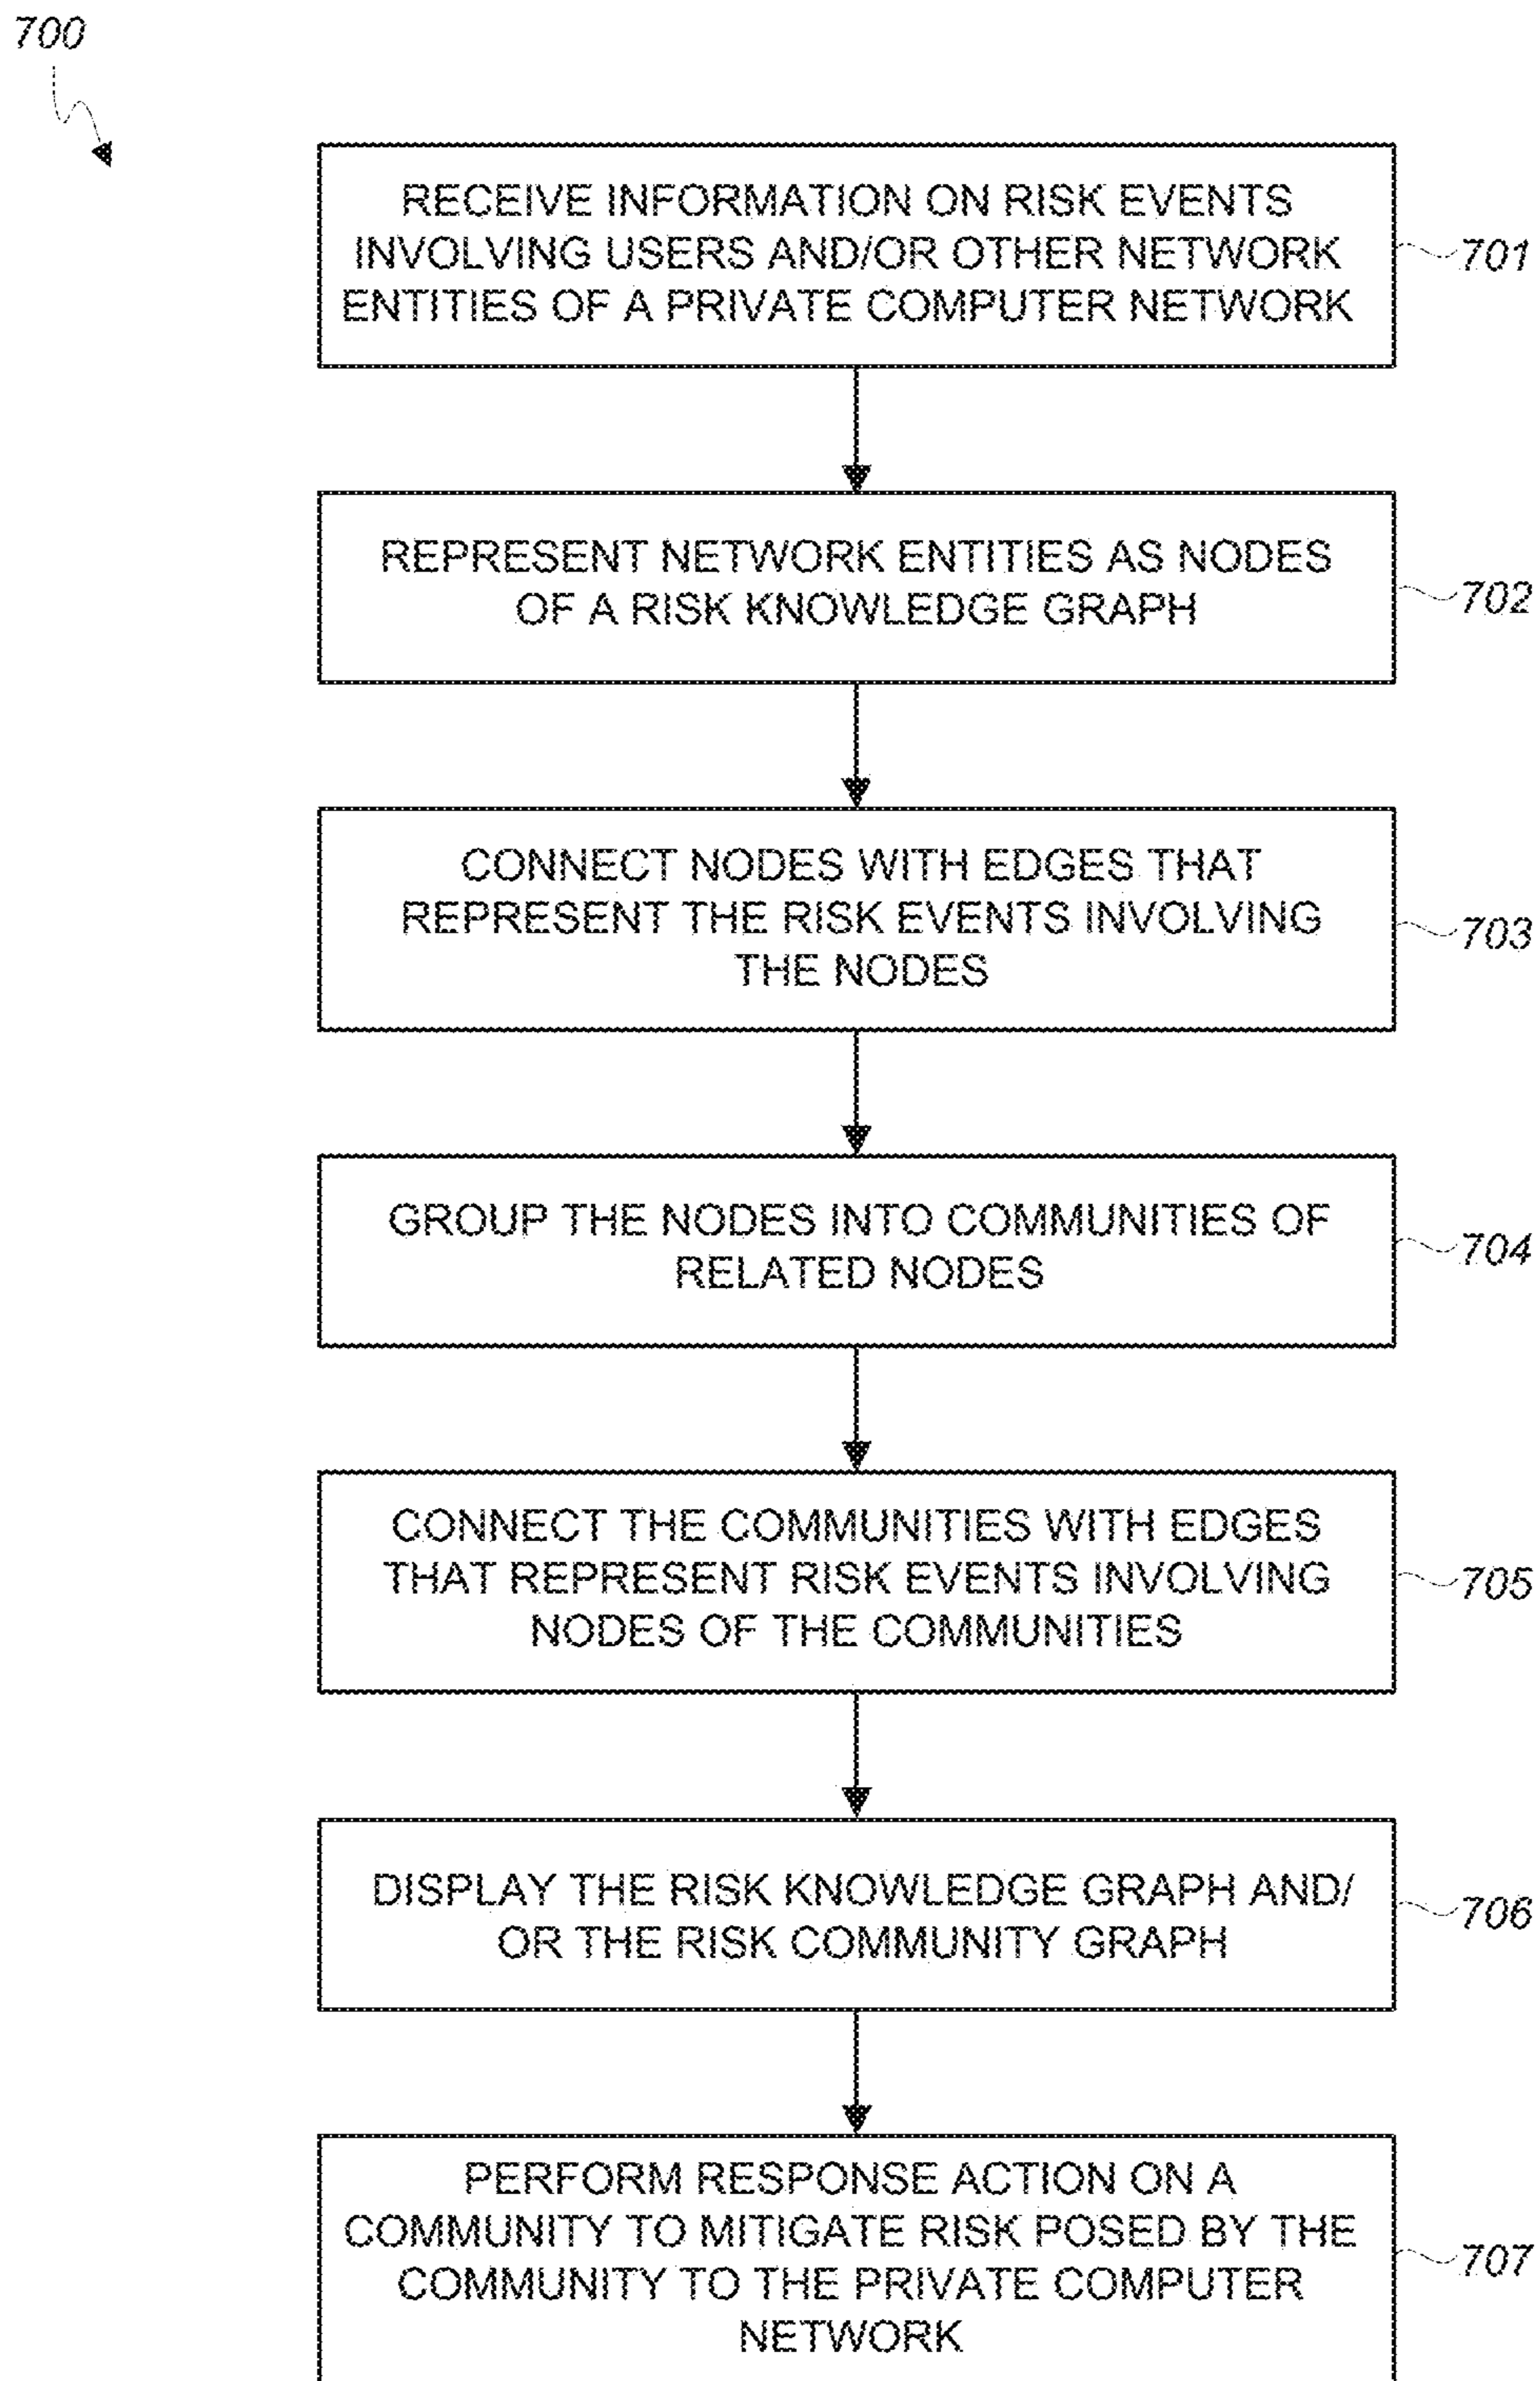 700
RECEIVE INFORMATION ON RISK EVENTS
INVOLVING USERS AND/OR OTHER NETWORK
ENTITIES OF A PRIVATE COMPUTER NETWORK
701
REPRESENT NETWORK ENTITIES AS NODES
OF A RISK KNOWLEDGE GRAPH
702
CONNECT NODES WITH EDGES THAT
REPRESENT THE RISK EVENTS INVOLVING
THE NODES
703
GROUP THE NODES INTO COMMUNITIES OF
RELATED NODES
704
CONNECT THE COMMUNITIES WITH EDGES
THAT REPRESENT RISK EVENTS INVOLVING
NODES OF THE COMMUNITIES
705
DISPLAY THE RISK KNOWLEDGE GRAPH AND/
OR THE RISK COMMUNITY GRAPH
706
PERFORM RESPONSE ACTION ON A
COMMUNITY TO MITIGATE RISK POSED BY THE
COMMUNITY TO THE PRIVATE COMPUTER
NETWORK
707